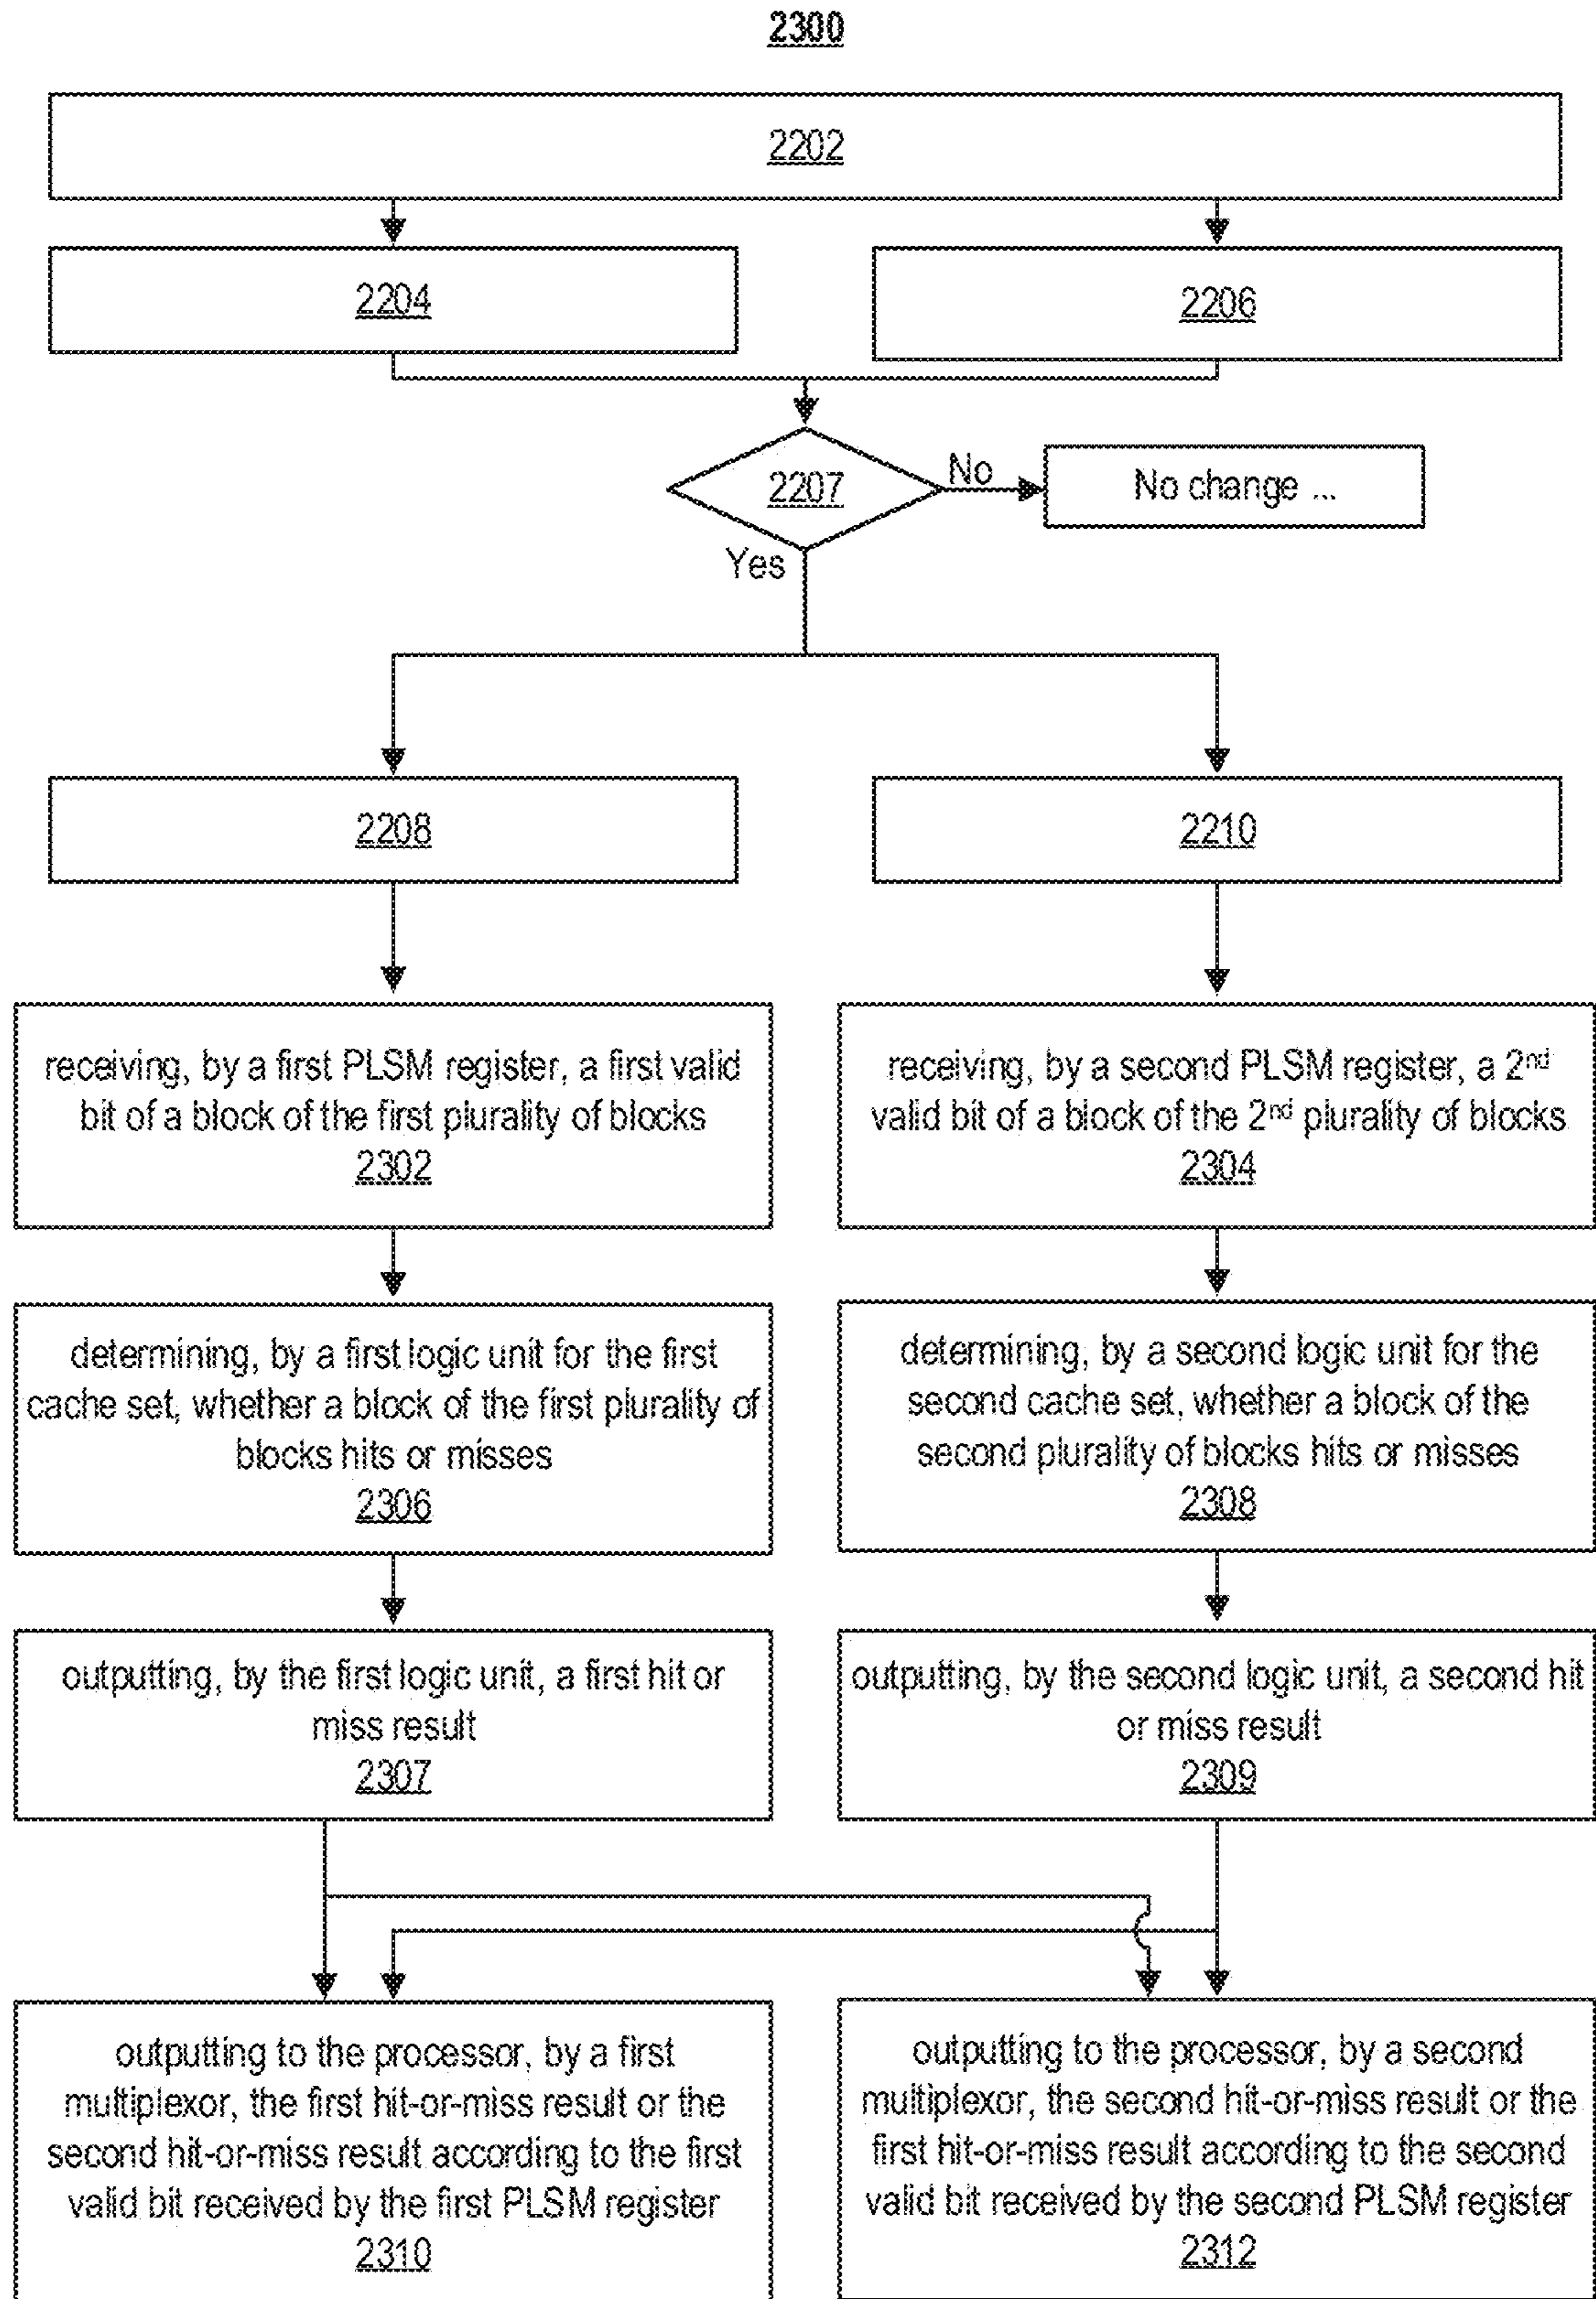 2300
2202
2204
2206
2207
No
No change ...
Yes
2208
2210
receiving, by a first PLSM register, a first valid
bit of a block of the first plurality of blocks
2302
receiving, by a second PLSM register, a 2nd
valid bit of a block of the 2nd plurality of blocks
2304
determining, by a first logic unit for the first
cache set, whether a block of the first plurality of
blocks hits or misses
2306
determining, by a second logic unit for the
second cache set, whether a block of the
second plurality of blocks hits or misses
2308
outputting, by the first logic unit, a first hit or
miss result
2307
outputting, by the second logic unit, a second hit
or miss result
2309
outputting to the processor, by a first
multiplexor, the first hit-or-miss result or the
second hit-or-miss result according to the first
valid bit received by the first PLSM register
2310
outputting to the processor, by a second
multiplexor, the second hit-or-miss result or the
first hit-or-miss result according to the second
valid bit received by the second PLSM register
2312